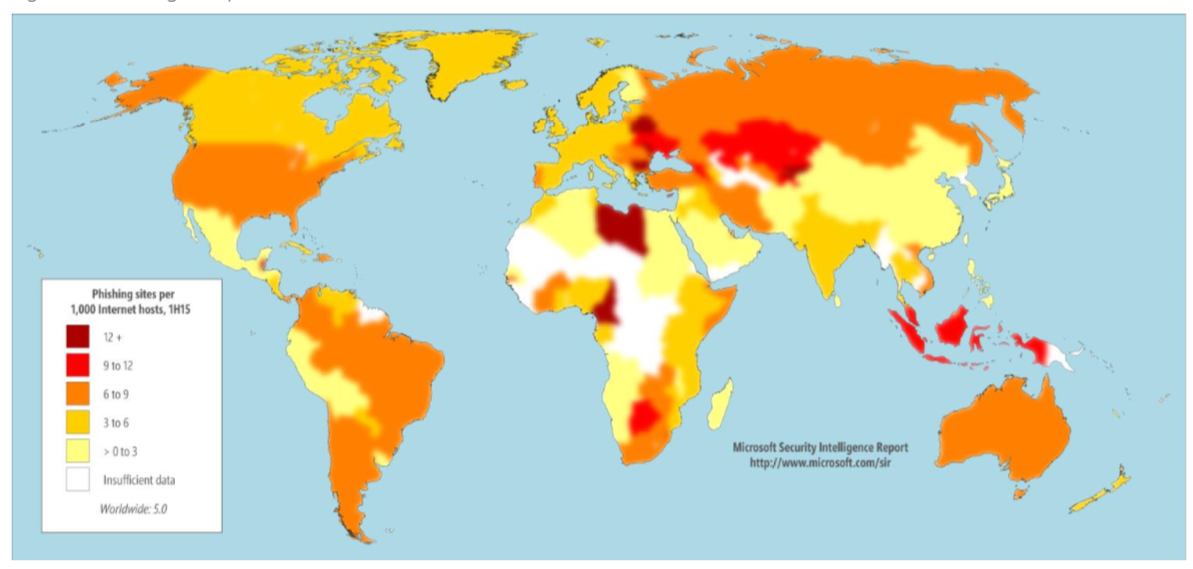 Phishing sites per
1,000 Internet hosts, 1H15
12 +
9 to 12
6 to 9
3 to 6
> 0 to 3
Insufficient data
Worldwide: 5.0
Microsoft Security Intelligence Report
http://www.microsoft.com/sir